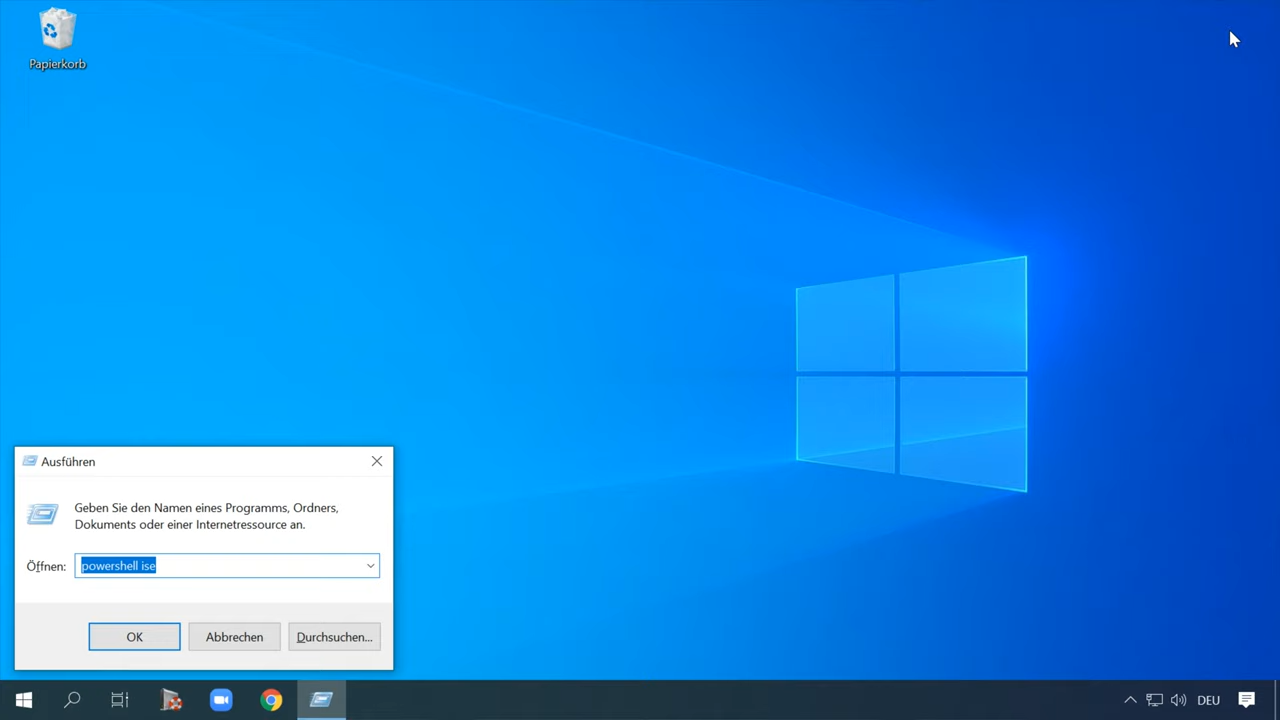 Papierkorb
Ausführen
Geben Sie den Namen eines Programms, Ordners,
Dokuments oder einer Internetressource an.
Öffnen: powershell ise
OK Abbrechen Durchsuchen...
DEU